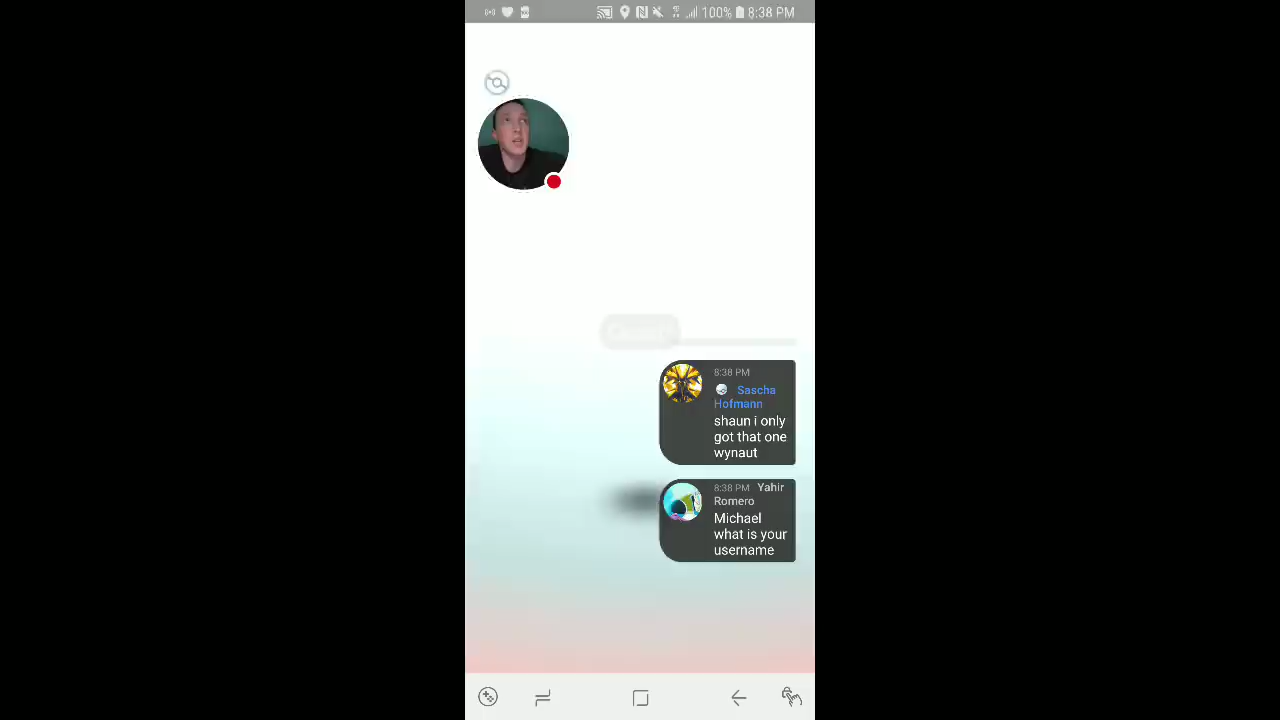 100% 8:38 PM
8:38 PM
Sascha
Hofmann
shaun i only
got that one
wynaut
8:38 PM Yahir
Romero
Michael
what is your
username